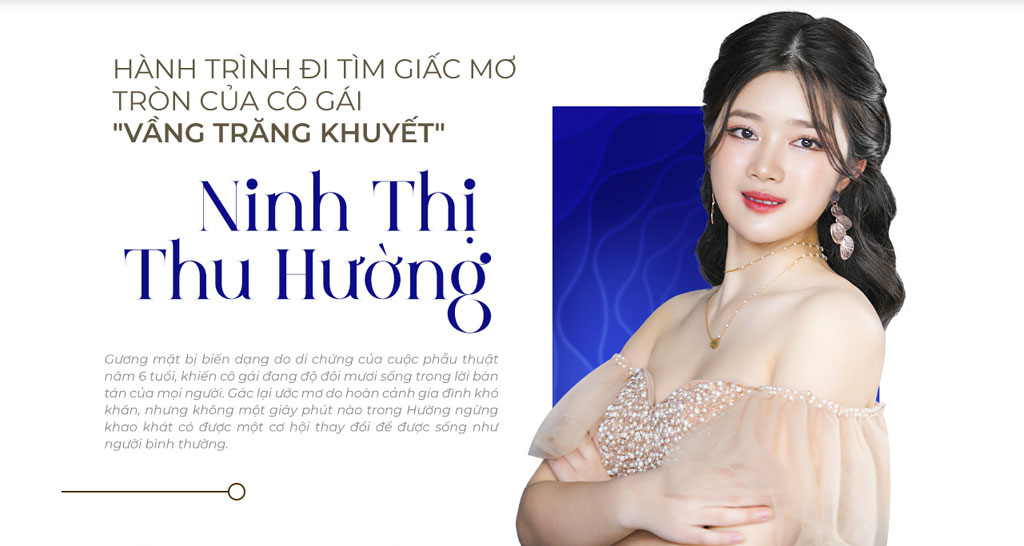 HÀNH TRÌNH ĐI TÌM GIẤC MƠ
TRÒN CỦA CÔ GÁI
"VẦNG TRĂNG KHUYẾT"
Ninh Thị
Thu Hường
Gương mặt bị biến dạng do di chứng của cuộc phẫu thuật
năm 6 tuổi, khiến cô gái đang độ đôi mươi sống trong lời bàn
tán của mọi người. Gác lại ước mơ do hoàn cảnh gia đình khó
khăn, nhưng không một giây phút nào trong Hường ngừng
khao khát có được một cơ hội thay đổi để được sống như
người bình thường.